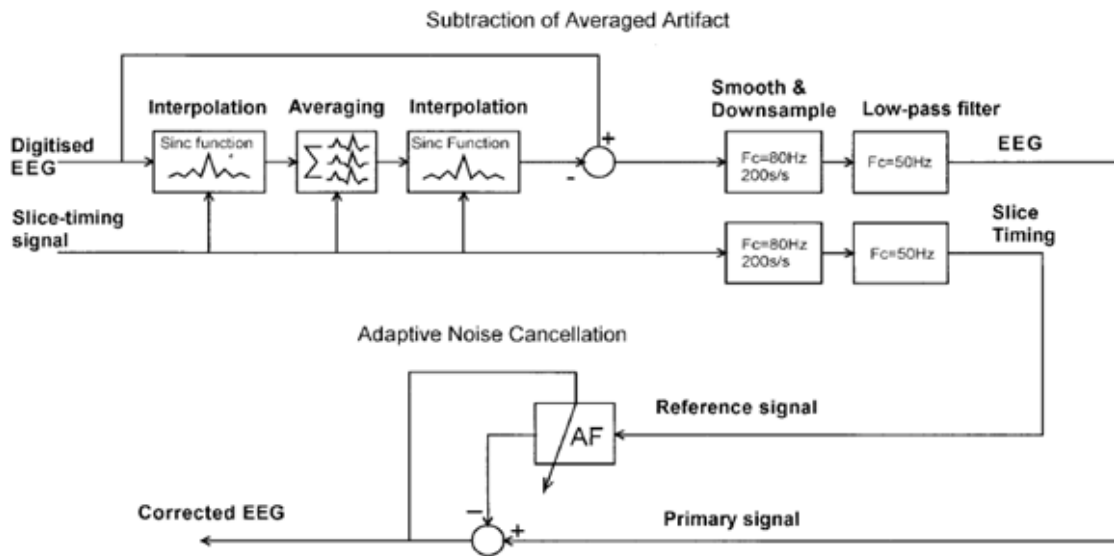 Subtraction of Averaged Artifact
Interpolation
Averaging
Interpolation
Smooth &
Downsample
Low-pass filter
Digitised
EEG
Sinc function
Σ
Sinc Function
+
-
Fc=80Hz
200s/s
Fc=50Hz
EEG
Slice-timing
signal
Fc=80Hz
200s/s
Fc=50Hz
Slice
Timing
Adaptive Noise Cancellation
AF
Reference signal
Corrected EEG
−
+
Primary signal